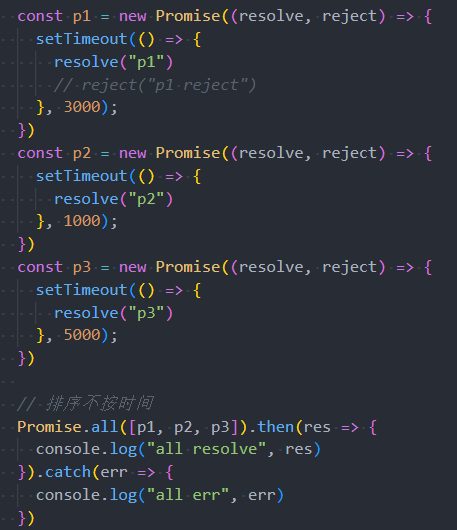 const p1 = new Promise((resolve, reject) => {
  setTimeout(() => {
    resolve("p1")
    // reject("p1 reject")
  }, 3000);
})
const p2 = new Promise((resolve, reject) => {
  setTimeout(() => {
    resolve("p2")
  }, 1000);
})
const p3 = new Promise((resolve, reject) => {
  setTimeout(() => {
    resolve("p3")
  }, 5000);
})

// 排序不按时间
Promise.all([p1, p2, p3]).then(res => {
  console.log("all resolve", res)
}).catch(err => {
  console.log("all err", err)
})